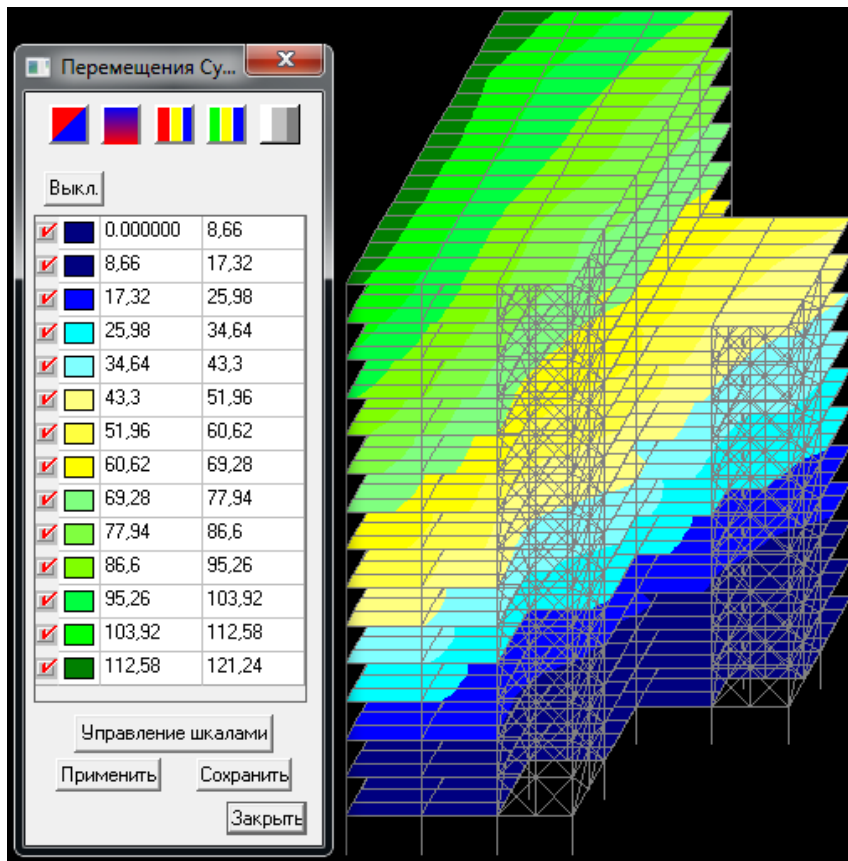 Перемещения Су...
Выкл.
0.000000 8,66
8,66 17,32
17,32 25,98
25,98 34,64
34,64 43,3
43,3 51,96
51,96 60,62
60,62 69,28
69,28 77,94
77,94 86,6
86,6 95,26
95,26 103,92
103,92 112,58
112,58 121,24
Управление шкалами
Применить Сохранить
Закрыть